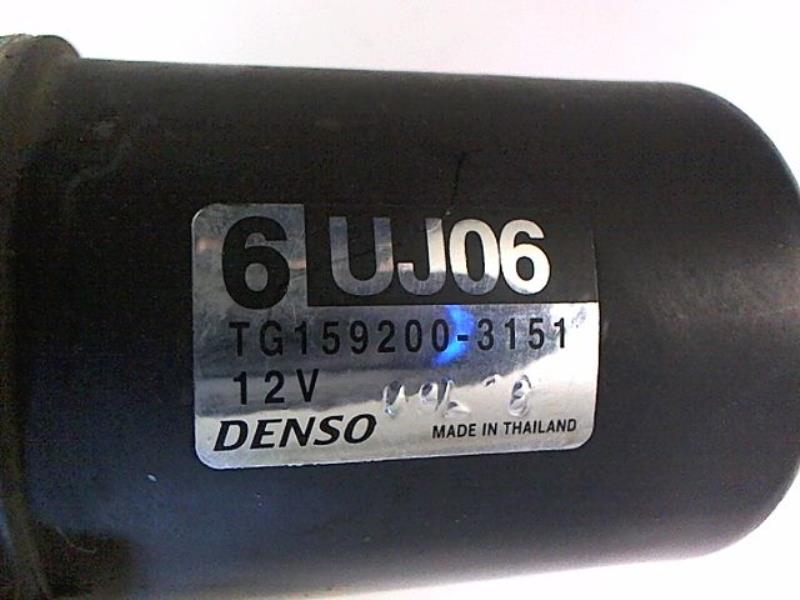 6 UJ06
TG159200-3151
12V
DENSO MADE IN THAILAND